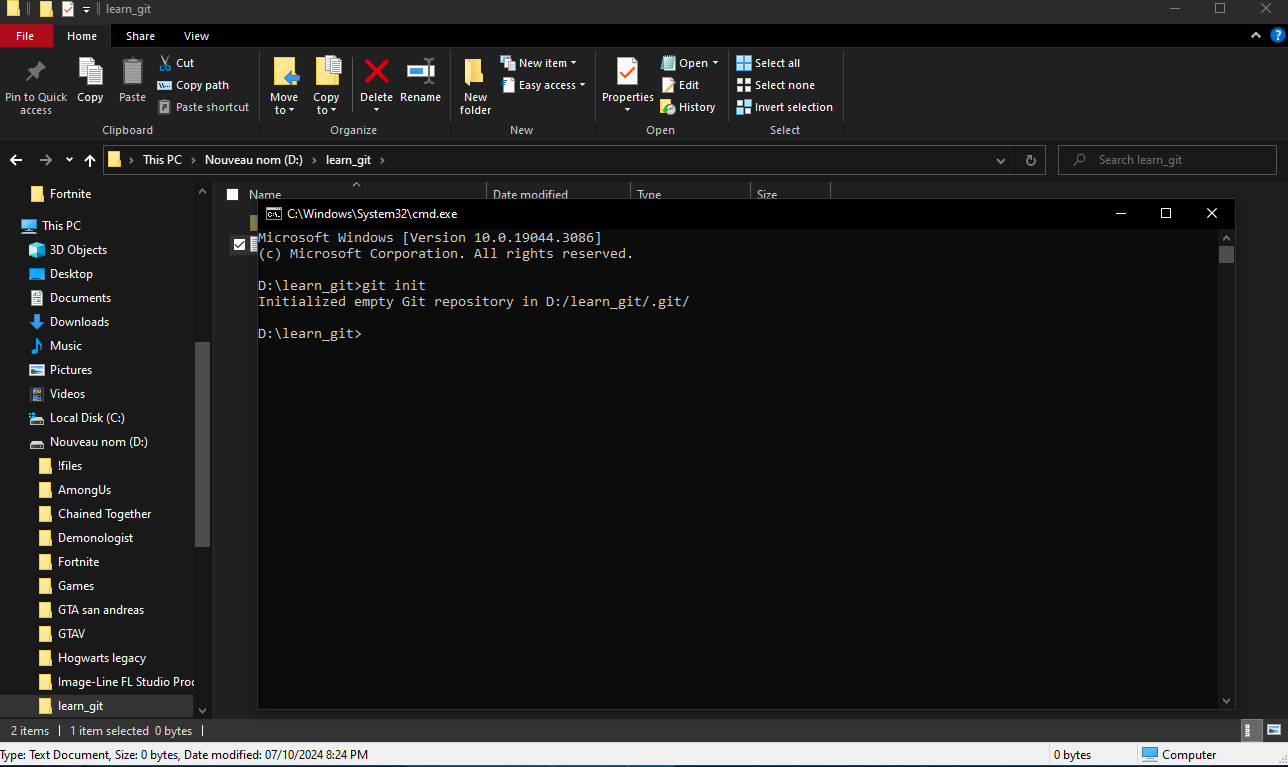 learn_git
File Home Share View
Pin to Quick access
Copy
Paste
Cut
Copy path
Paste shortcut
Clipboard
Move to
Copy to
Delete
Rename
Organize
New folder
New item
Easy access
New
Properties
Open
Edit
History
Open
Select all
Select none
Invert selection
Select
This PC › Nouveau nom (D:) › learn_git ›
Search learn_git
Name Date modified Type Size
Fortnite
This PC
3D Objects
Desktop
Documents
Downloads
Music
Pictures
Videos
Local Disk (C:)
Nouveau nom (D:)
!files
AmongUs
Chained Together
Demonologist
Fortnite
Games
GTA san andreas
GTAV
Hogwarts legacy
Image-Line FL Studio Proc
learn_git
C:\Windows\System32\cmd.exe
Microsoft Windows [Version 10.0.19044.3086]
(c) Microsoft Corporation. All rights reserved.
D:\learn_git>git init
Initialized empty Git repository in D:/learn_git/.git/
D:\learn_git>
2 items 1 item selected 0 bytes
Type: Text Document, Size: 0 bytes, Date modified: 07/10/2024 8:24 PM 0 bytes Computer